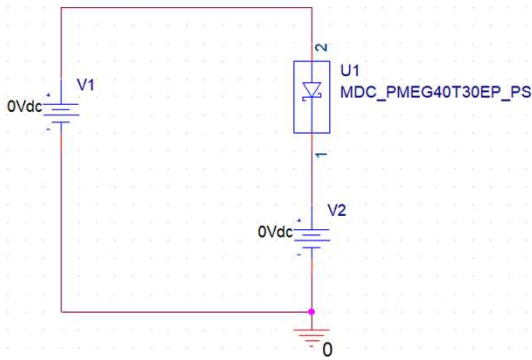 2
U1
MDC_PMEG40T30EP_PS
V1
0Vdc
+
-
1
V2
0Vdc
+
-
0